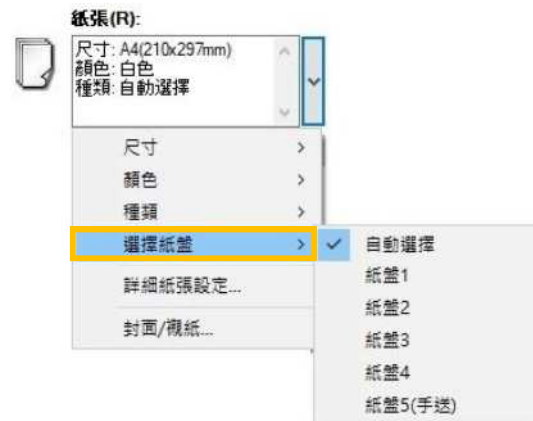 紙張(R):
尺寸: A4(210x297mm)
顏色: 白色
種類: 自動選擇
尺寸
顏色
種類
選擇紙盤
自動選擇
紙盤1
詳細紙張設定...
紙盤2
封面/襯紙...
紙盤3
紙盤4
紙盤5(手送)